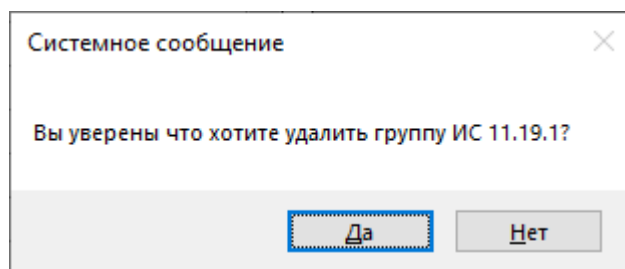 Системное сообщение
Вы уверены что хотите удалить группу ИС 11.19.1?
Да
Нет